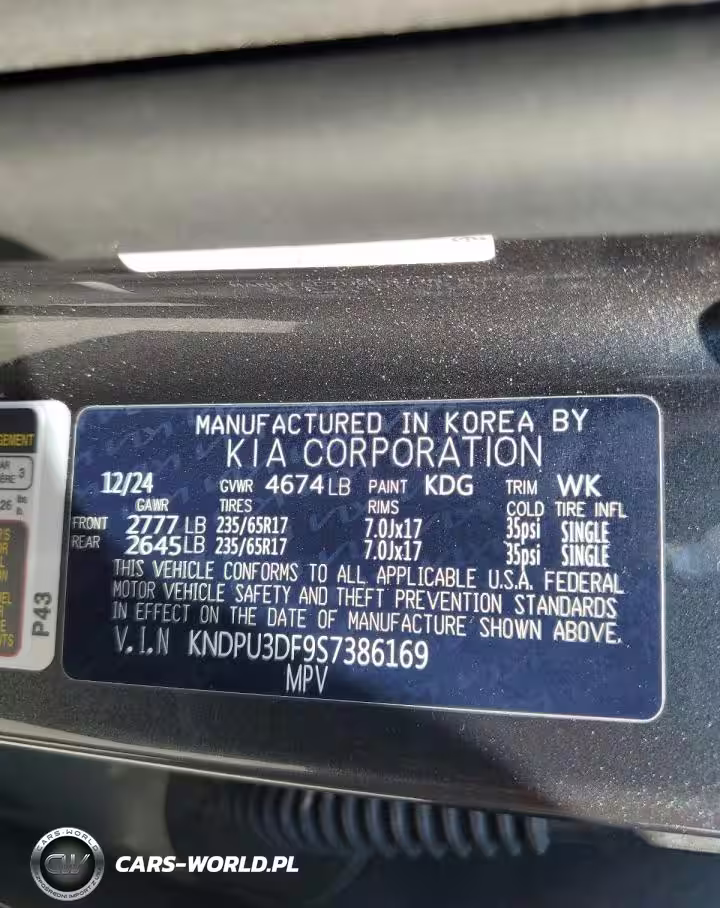 MANUFACTURED IN KOREA BY
KIA CORPORATION
12/24 GVWR 4674 LB PAINT KDG TRIM WK
GAWR TIRES RIMS COLD TIRE INFL
FRONT 2777 LB 235/65R17 7.0Jx17 35psi SINGLE
REAR 2645 LB 235/65R17 7.0Jx17 35psi SINGLE
THIS VEHICLE CONFORMS TO ALL APPLICABLE U.S.A. FEDERAL
MOTOR VEHICLE SAFETY AND THEFT PREVENTION STANDARDS
IN EFFECT ON THE DATE OF MANUFACTURE SHOWN ABOVE.
V.I.N KNDPU3DF9S7386169
MPV
P43
CARS-WORLD
CW
CARS-WORLD.PL